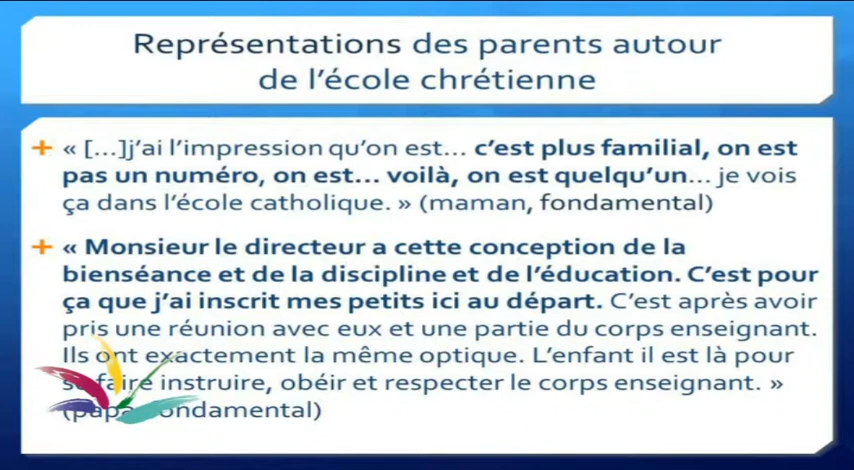 Représentations des parents autour
de l'école chrétienne
« [...]j'ai l'impression qu'on est... c'est plus familial, on est
pas un numéro, on est... voilà, on est quelqu'un... je vois
ça dans l'école catholique. » (maman, fondamental)
« Monsieur le directeur a cette conception de la
bienséance et de la discipline et de l'éducation. C'est pour
ça que j'ai inscrit mes petits ici au départ. C'est après avoir
pris une réunion avec eux et une partie du corps enseignant.
Ils ont exactement la même optique. L'enfant il est là pour
se faire instruire, obéir et respecter le corps enseignant. »
(papa, fondamental)